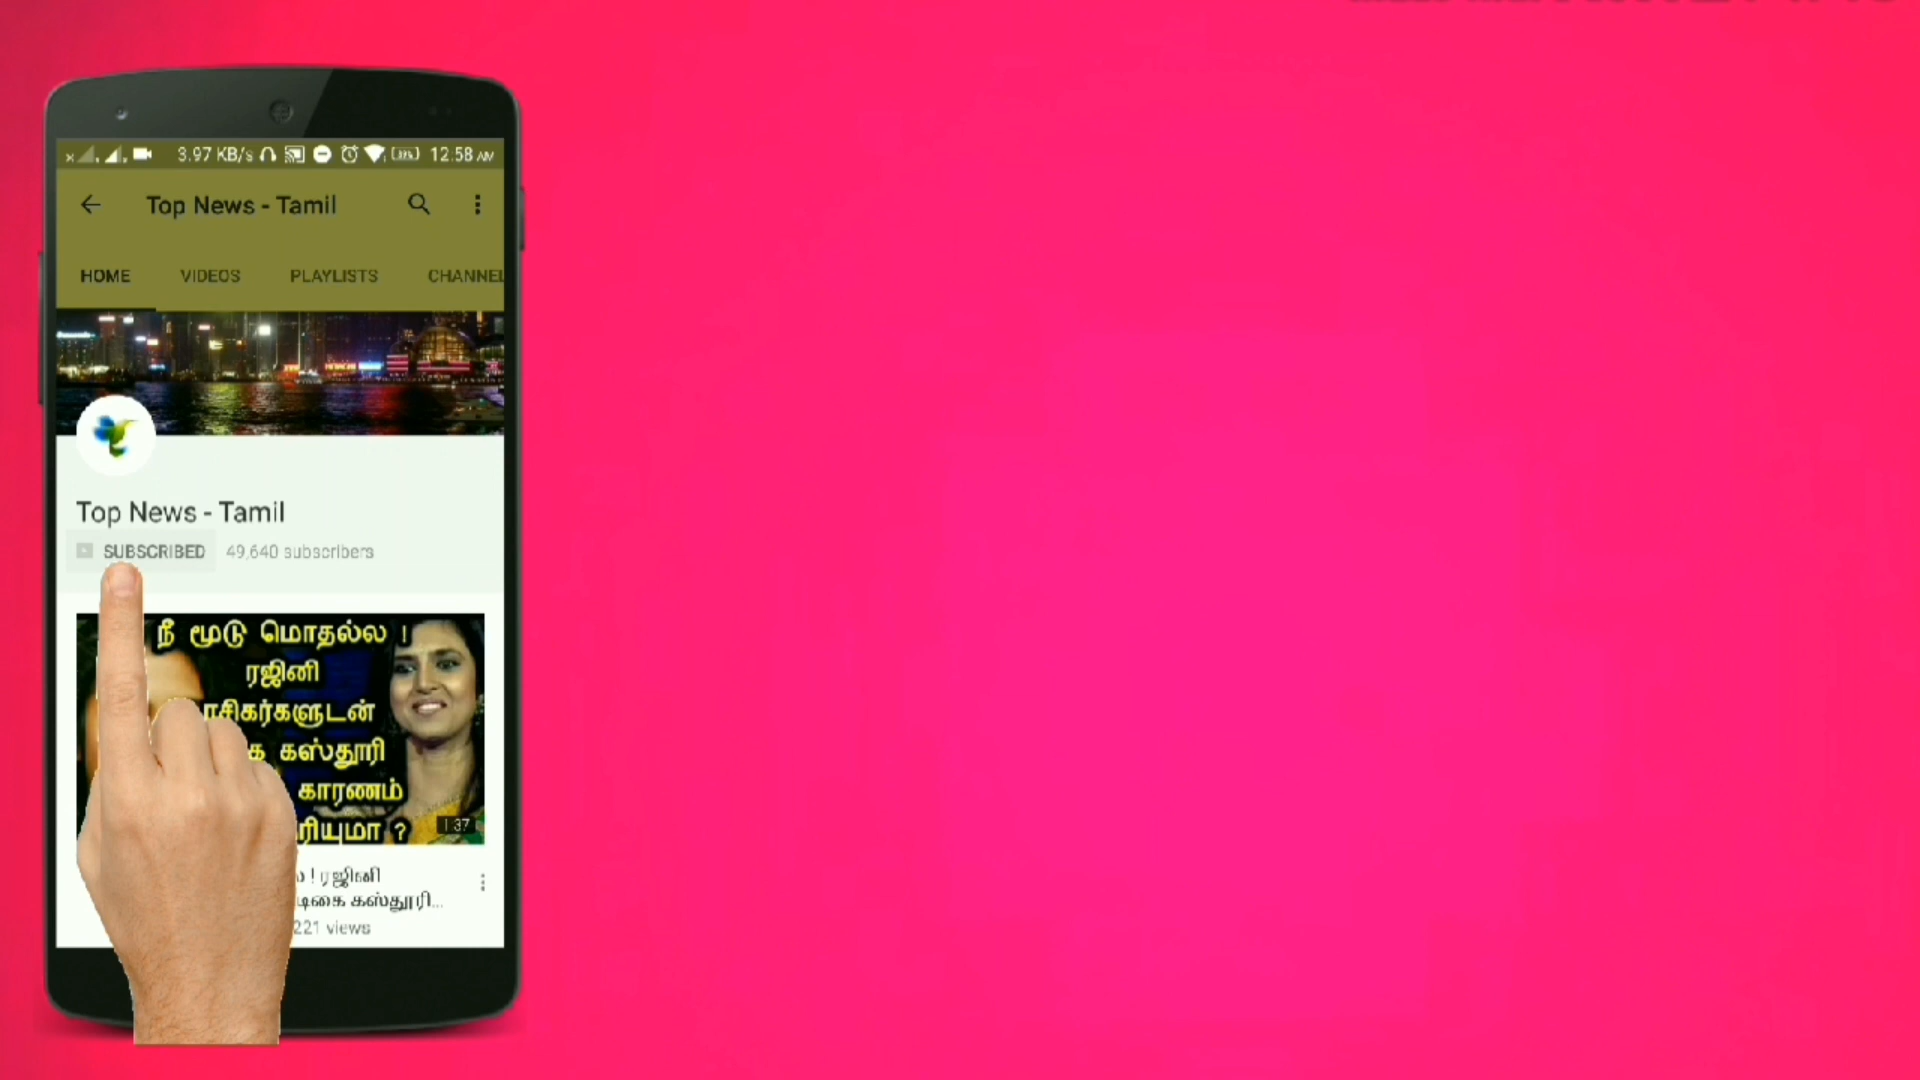 3.97 KB/s 12:58 AM
Top News - Tamil
HOME VIDEOS PLAYLISTS CHANNEL
Top News - Tamil
SUBSCRIBED 49,640 subscribers
நீ மூடு மொதல்ல !
ரஜினி
ரசிகர்களுடன்
கஸ்தூரி
காரணம்
ரியுமா ?
1:37
! ரஜினி
டிகை கஸ்தூரி...
221 views